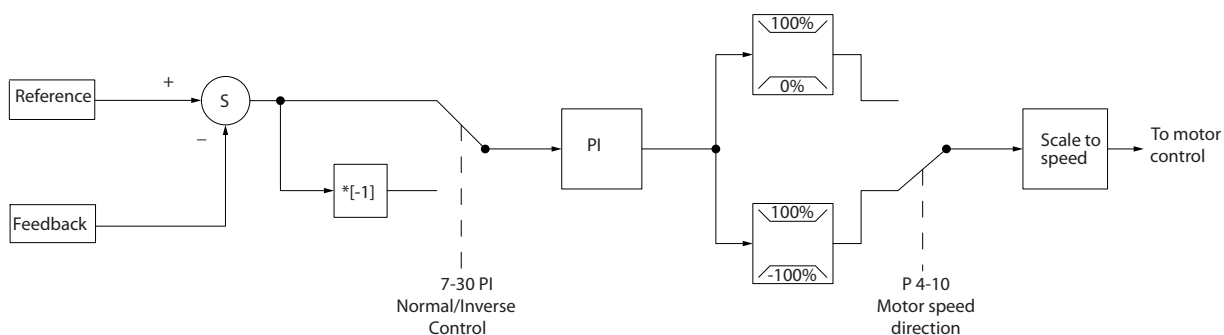 Reference
+
S
−
Feedback
*[-1]
7-30 PI
Normal/Inverse
Control
PI
100%
0%
100%
-100%
P 4-10
Motor speed
direction
Scale to
speed
To motor
control